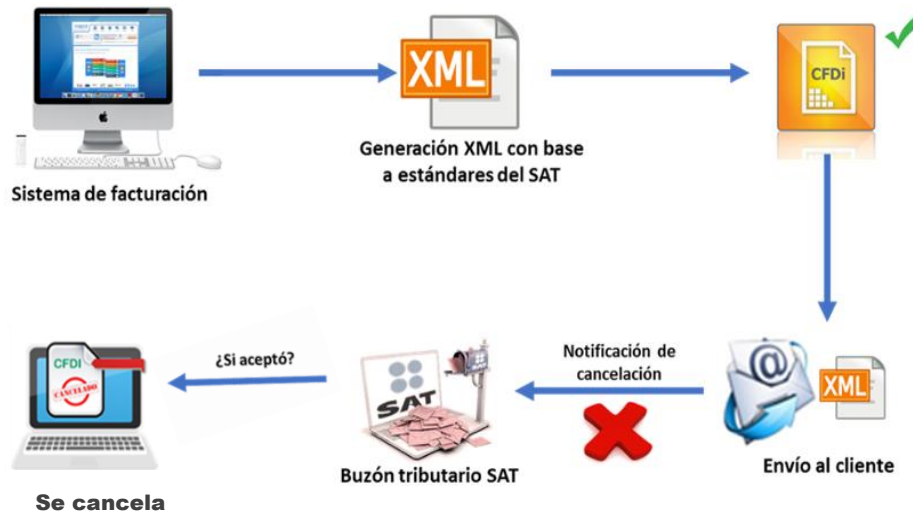 XML
CFDi
Sistema de facturación
Generación XML con base
a estándares del SAT
CFDI
CANCELADO
¿Si aceptó?
SAT
Notificación de
cancelación
@
XML
Buzón tributario SAT
Envío al cliente
Se cancela